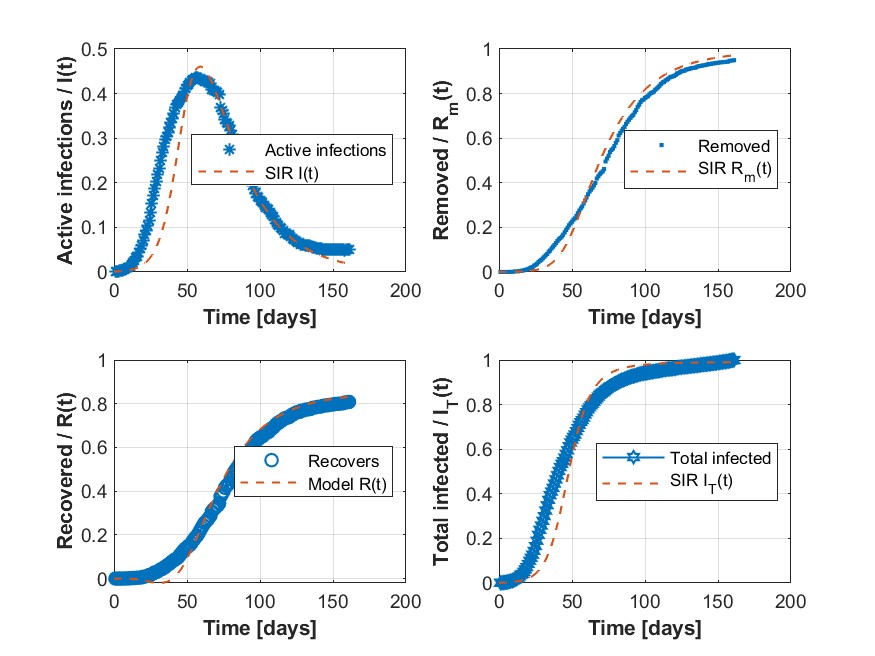 0.5
0.4
0.3
0.2
0.1
0
0 50 100 150 200
Active infections / I(t)
Time [days]
Active infections
SIR I(t)
1
0.8
0.6
0.4
0.2
0
0 50 100 150 200
Removed / Rm(t)
Time [days]
Removed
SIR Rm(t)
1
0.8
0.6
0.4
0.2
0
0 50 100 150 200
Recovered / R(t)
Time [days]
Recovers
Model R(t)
1
0.8
0.6
0.4
0.2
0
0 50 100 150 200
Total infected / IT(t)
Time [days]
Total infected
SIR IT(t)